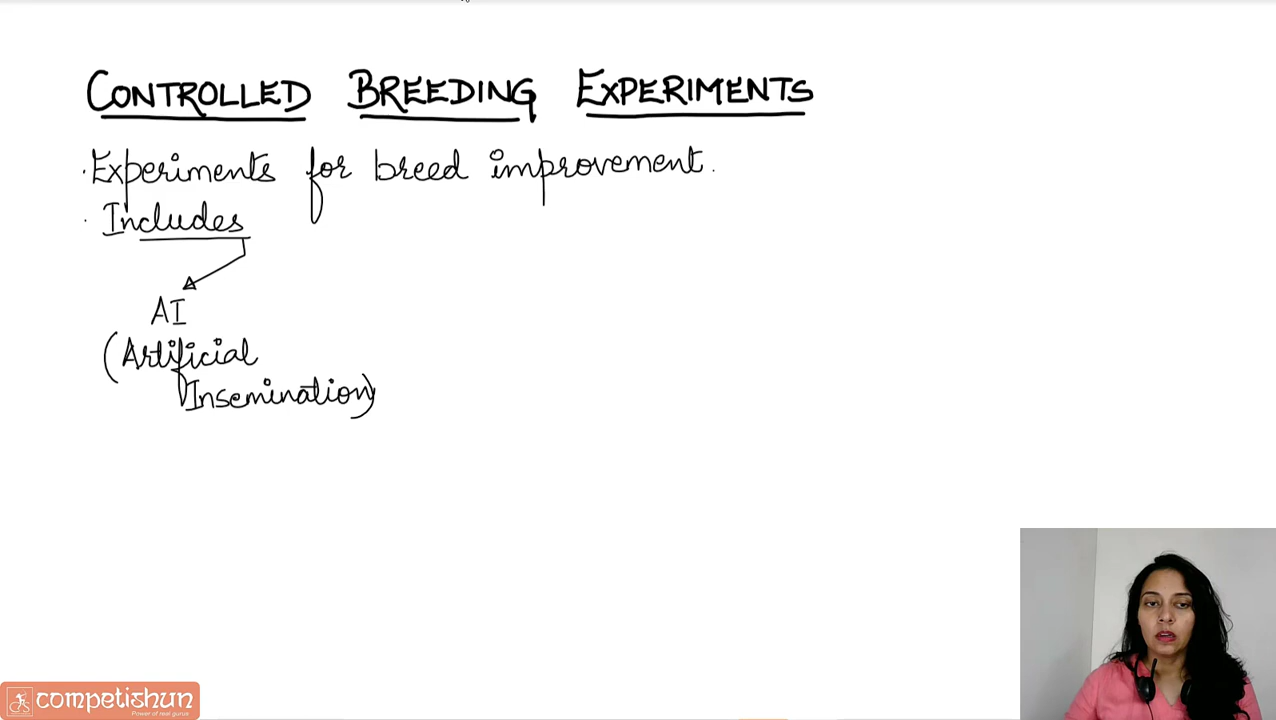 CONTROLLED BREEDING EXPERIMENTS
· Experiments for breed improvement.
· Includes
AI
(Artificial
Insemination)
competishun
Power of real gurus